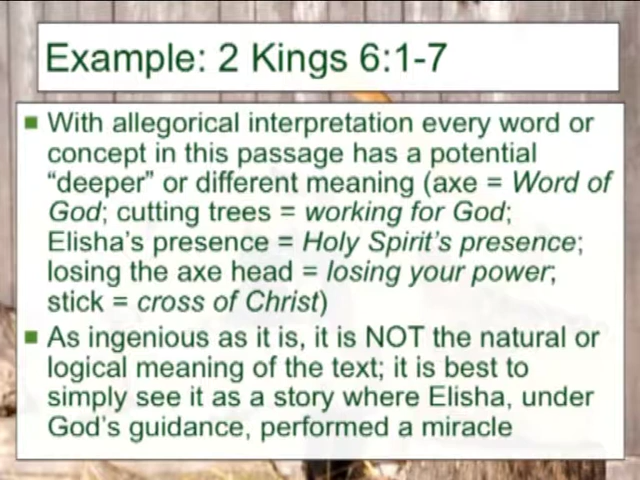 Example: 2 Kings 6:1-7
With allegorical interpretation every word or
concept in this passage has a potential
“deeper” or different meaning (axe = Word of
God; cutting trees = working for God;
Elisha’s presence = Holy Spirit’s presence;
losing the axe head = losing your power;
stick = cross of Christ)
As ingenious as it is, it is NOT the natural or
logical meaning of the text; it is best to
simply see it as a story where Elisha, under
God’s guidance, performed a miracle